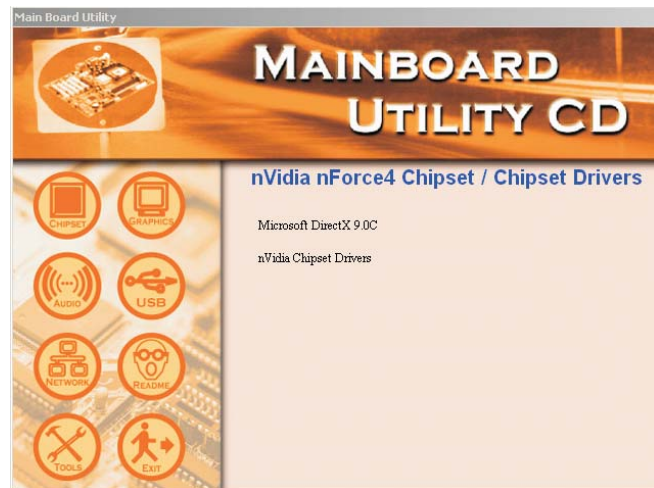 Main Board Utility
MAINBOARD
UTILITY CD
nVidia nForce4 Chipset / Chipset Drivers
Microsoft DirectX 9.0C
nVidia Chipset Drivers
CHIPSET
GRAPHICS
AUDIO
USB
NETWORK
README
TOOLS
EXIT